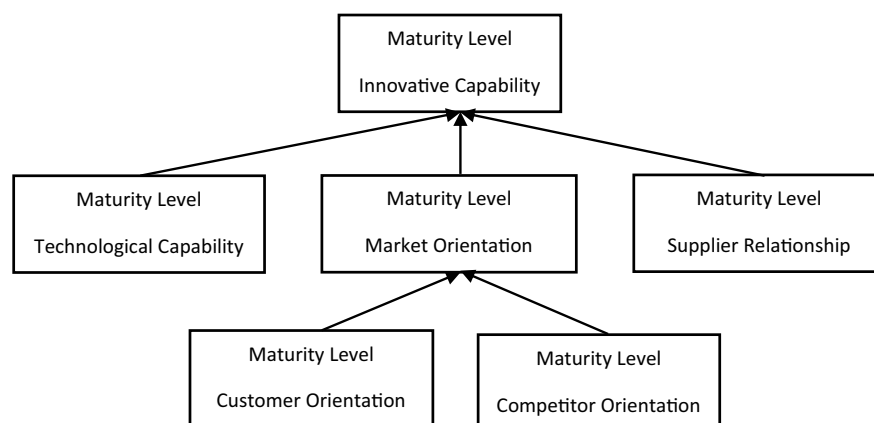 Maturity Level
Innovative Capability
Maturity Level
Technological Capability
Maturity Level
Market Orientation
Maturity Level
Supplier Relationship
Maturity Level
Customer Orientation
Maturity Level
Competitor Orientation